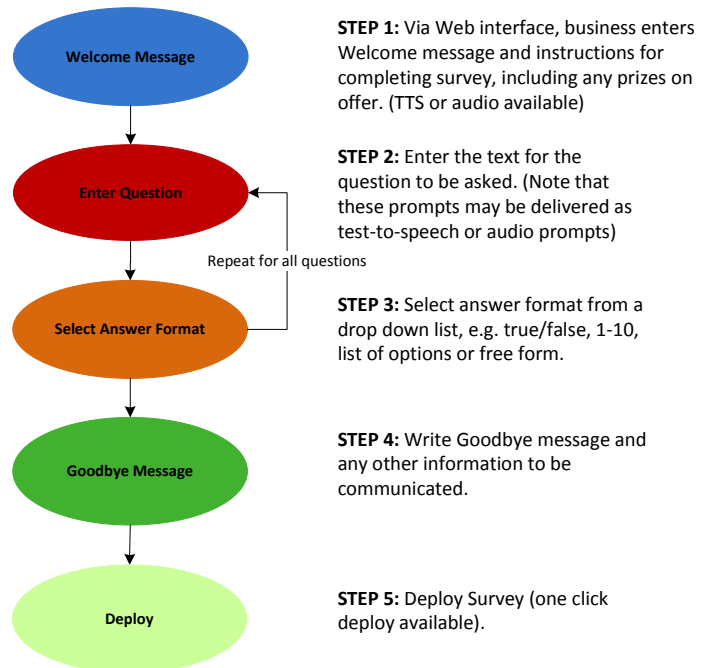 Welcome Message
STEP 1: Via Web interface, business enters
Welcome message and instructions for
completing survey, including any prizes on
offer. (TTS or audio available)
Enter Question
STEP 2: Enter the text for the
question to be asked. (Note that
these prompts may be delivered as
test-to-speech or audio prompts)
Repeat for all questions
Select Answer Format
STEP 3: Select answer format from a
drop down list, e.g. true/false, 1-10,
list of options or free form.
Goodbye Message
STEP 4: Write Goodbye message and
any other information to be
communicated.
Deploy
STEP 5: Deploy Survey (one click
deploy available).